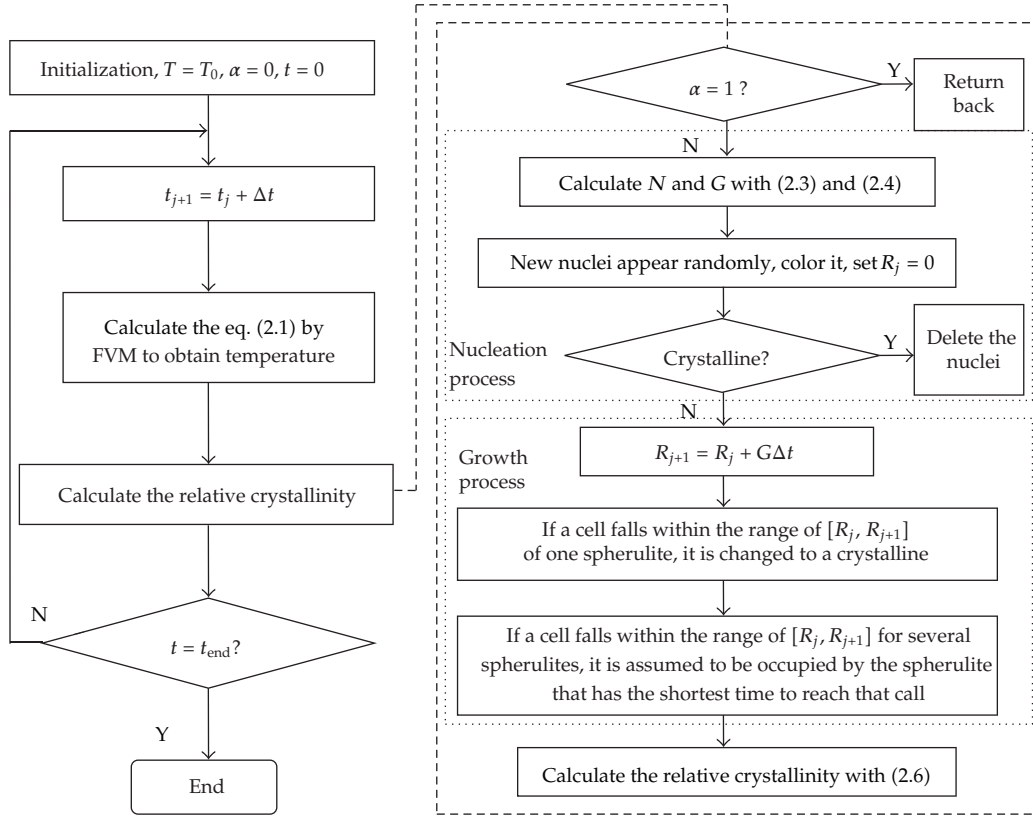 Initialization, T = T₀, α = 0, t = 0
tⱼ₊₁ = tⱼ + Δt
Calculate the eq. (2.1) by
FVM to obtain temperature
Calculate the relative crystallinity
N
t = t_end?
Y
End
α = 1 ?
Y
Return
back
N
Calculate N and G with (2.3) and (2.4)
New nuclei appear randomly, color it, set Rⱼ = 0
Nucleation
process
Crystalline?
Y
Delete the
nuclei
N
Growth
process
Rⱼ₊₁ = Rⱼ + GΔt
If a cell falls within the range of [Rⱼ, Rⱼ₊₁]
of one spherulite, it is changed to a crystalline
If a cell falls within the range of [Rⱼ, Rⱼ₊₁] for several
spherulites, it is assumed to be occupied by the spherulite
that has the shortest time to reach that call
Calculate the relative crystallinity with (2.6)